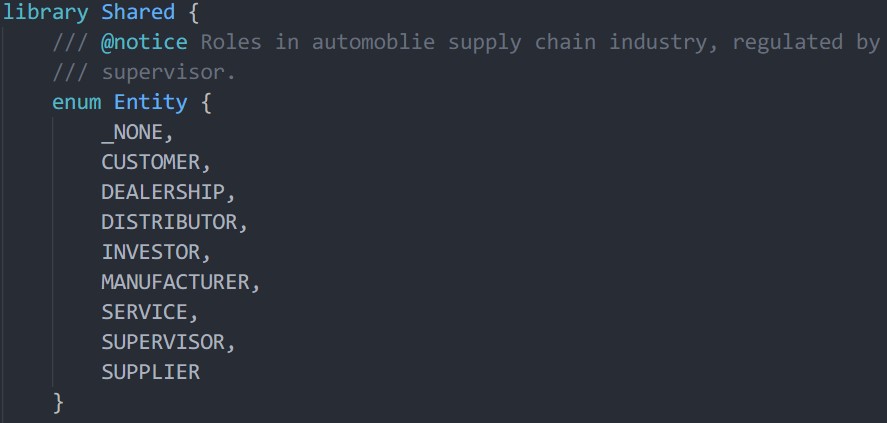 library Shared {
/// @notice Roles in automoblie supply chain industry, regulated by
/// supervisor.
enum Entity {
_NONE,
CUSTOMER,
DEALERSHIP,
DISTRIBUTOR,
INVESTOR,
MANUFACTURER,
SERVICE,
SUPERVISOR,
SUPPLIER
}